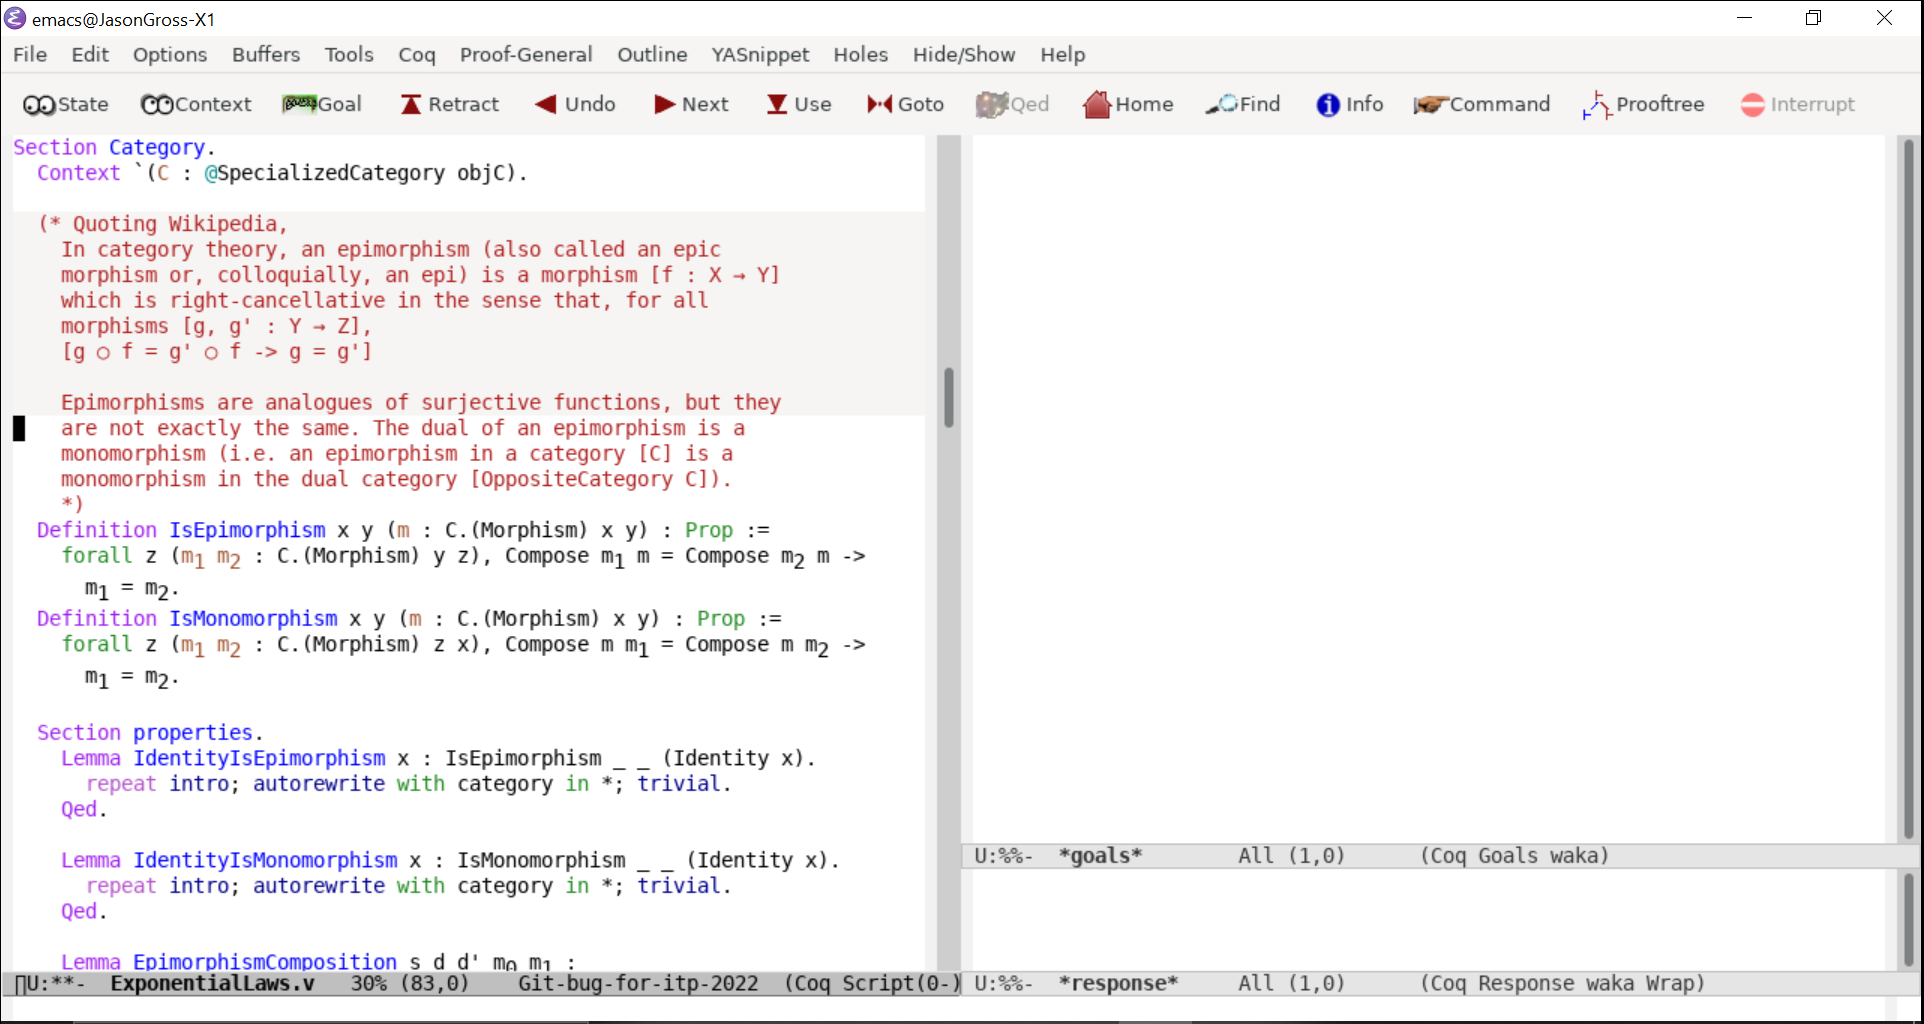 emacs@JasonGross-X1
File Edit Options Buffers Tools Coq Proof-General Outline YASnippet Holes Hide/Show Help
State Context Goal Retract Undo Next Use Goto Qed Home Find Info Command Prooftree Interrupt
Section Category.
Context `(C : @SpecializedCategory objC).
(* Quoting Wikipedia,
In category theory, an epimorphism (also called an epic
morphism or, colloquially, an epi) is a morphism [f : X → Y]
which is right-cancellative in the sense that, for all
morphisms [g, g' : Y → Z],
[g ○ f = g' ○ f -> g = g']
Epimorphisms are analogues of surjective functions, but they
are not exactly the same. The dual of an epimorphism is a
monomorphism (i.e. an epimorphism in a category [C] is a
monomorphism in the dual category [OppositeCategory C]).
*)
Definition IsEpimorphism x y (m : C.(Morphism) x y) : Prop :=
forall z (m₁ m₂ : C.(Morphism) y z), Compose m₁ m = Compose m₂ m ->
m₁ = m₂.
Definition IsMonomorphism x y (m : C.(Morphism) x y) : Prop :=
forall z (m₁ m₂ : C.(Morphism) z x), Compose m m₁ = Compose m m₂ ->
m₁ = m₂.
Section properties.
Lemma IdentityIsEpimorphism x : IsEpimorphism _ _ (Identity x).
repeat intro; autorewrite with category in *; trivial.
Qed.
Lemma IdentityIsMonomorphism x : IsMonomorphism _ _ (Identity x).
repeat intro; autorewrite with category in *; trivial.
Qed.
Lemma EpimorphismComposition s d d' m₀ m₁ :
U:**- ExponentialLaws.v 30% (83,0) Git-bug-for-itp-2022 (Coq Script(0-)
U:%%- *goals* All (1,0) (Coq Goals waka)
U:%%- *response* All (1,0) (Coq Response waka Wrap)